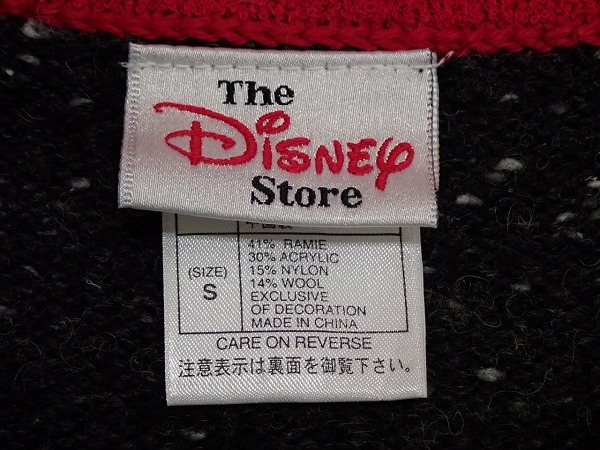 The
Disney
Store
(SIZE)
S
41% RAMIE
30% ACRYLIC
15% NYLON
14% WOOL
EXCLUSIVE
OF DECORATION
MADE IN CHINA
CARE ON REVERSE
注意表示は裏面を御覧下さい。